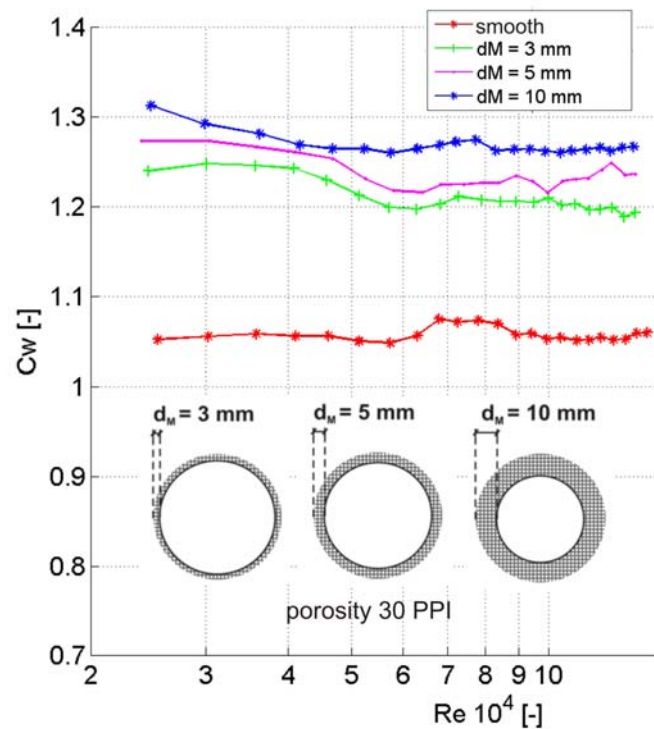 1.4
1.3
1.2
1.1
1
0.9
0.8
0.7
Cw [-]
smooth
dM = 3 mm
dM = 5 mm
dM = 10 mm
dM = 3 mm
dM = 5 mm
dM = 10 mm
porosity 30 PPI
2 3 4 5 6 7 8 9 10
Re 10⁴ [-]